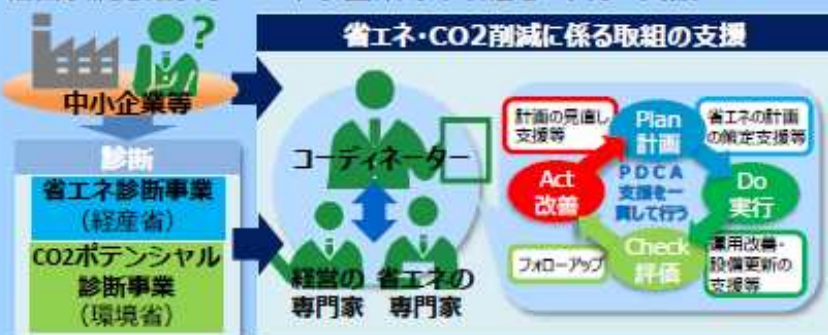 省エネ・CO2削減に係る取組の支援
?
中小企業等
診断
省エネ診断事業
（経産省）
CO2ポテンシャル
診断事業
（環境省）
コーディネーター
経営の
専門家
省エネの
専門家
計画の見直し
支援等
Plan
計画
省エネの計画
の策定支援等
Act
改善
PDCA
支援を一
貫して行う
Do
実行
フォローアップ
Check
評価
運用改善・
設備更新の
支援等